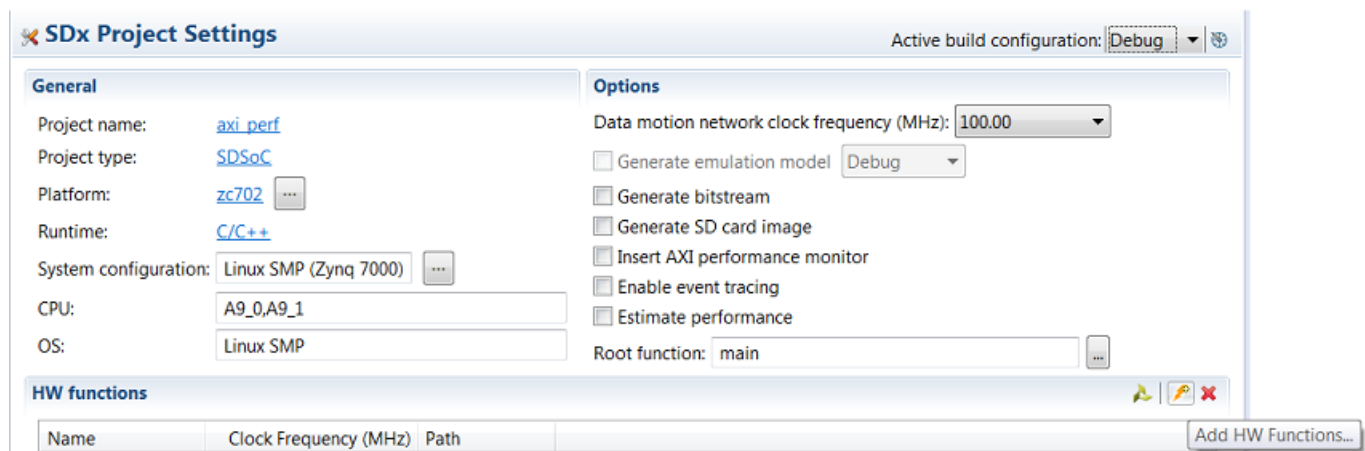 SDx Project Settings
Active build configuration: Debug
General
Project name: axi_perf
Project type: SDSoC
Platform: zc702 ...
Runtime: C/C++
System configuration: Linux SMP (Zynq 7000) ...
CPU: A9_0,A9_1
OS: Linux SMP
Options
Data motion network clock frequency (MHz): 100.00
Generate emulation model Debug
Generate bitstream
Generate SD card image
Insert AXI performance monitor
Enable event tracing
Estimate performance
Root function: main ...
HW functions
Name Clock Frequency (MHz) Path
Add HW Functions...